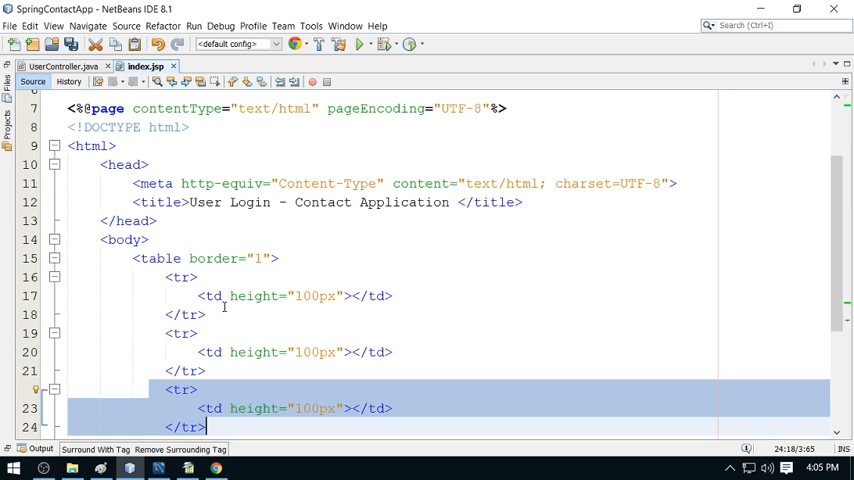 SpringContactApp - NetBeans IDE 8.1
File Edit View Navigate Source Refactor Run Debug Profile Team Tools Window Help
Search (Ctrl+I)
<default config>
UserController.java
index.jsp
Source History
Files
Projects
6
7 <%@page contentType="text/html" pageEncoding="UTF-8"%>
8 <!DOCTYPE html>
9 <html>
10 <head>
11 <meta http-equiv="Content-Type" content="text/html; charset=UTF-8">
12 <title>User Login - Contact Application </title>
13 </head>
14 <body>
15 <table border="1">
16 <tr>
17 <td height="100px"></td>
18 </tr>
19 <tr>
20 <td height="100px"></td>
21 </tr>
<tr>
23 <td height="100px"></td>
24 </tr>
Output Surround With Tag Remove Surrounding Tag 24:18/3:65 INS
4:05 PM